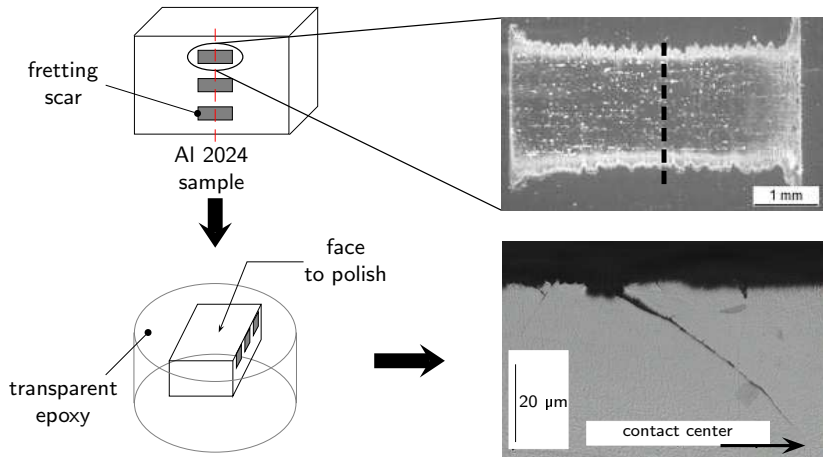 fretting
scar
Al 2024
sample
1 mm
face
to polish
transparent
epoxy
20 µm
contact center